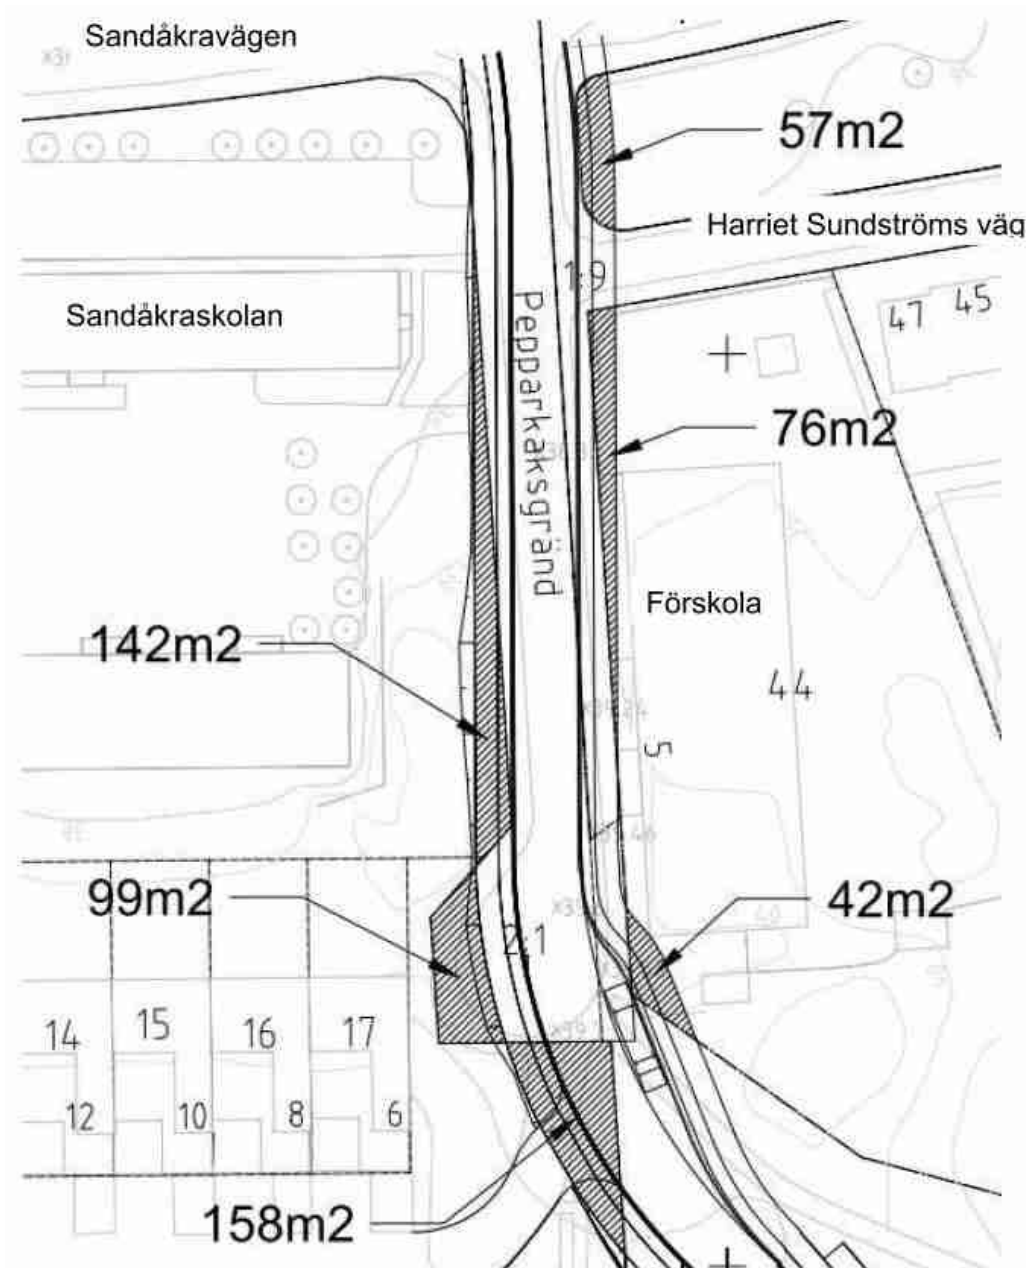 Sandåkravägen
57m2
Harriet Sundströms väg
1:9
Sandåkraskolan
47
45
Pepparkaksgränd
76m2
Förskola
142m2
44
5
99m2
42m2
2:1
14
15
16
17
12
10
8
6
158m2